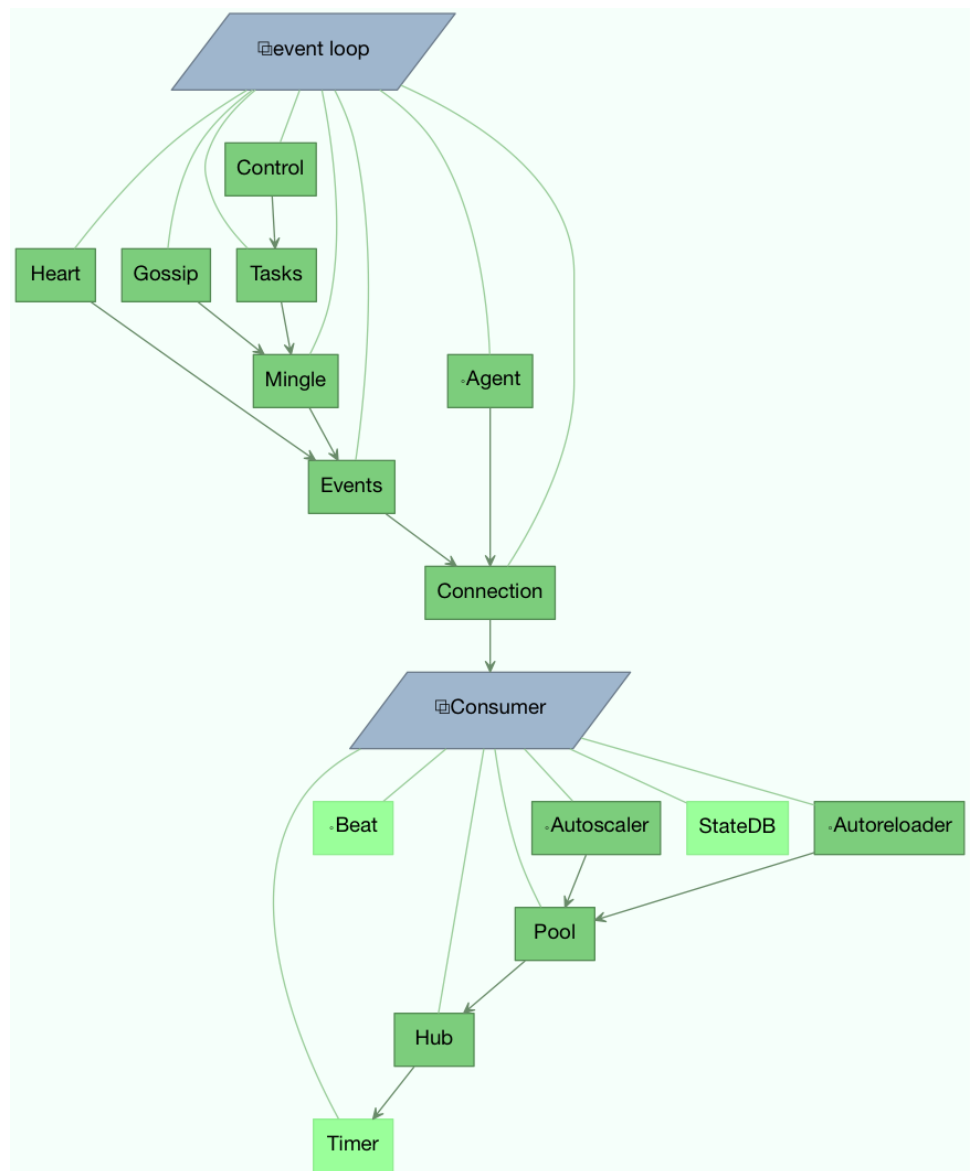 ⧉event loop
Control
Heart
Gossip
Tasks
Mingle
◦Agent
Events
Connection
⧉Consumer
◦Beat
◦Autoscaler
StateDB
◦Autoreloader
Pool
Hub
Timer